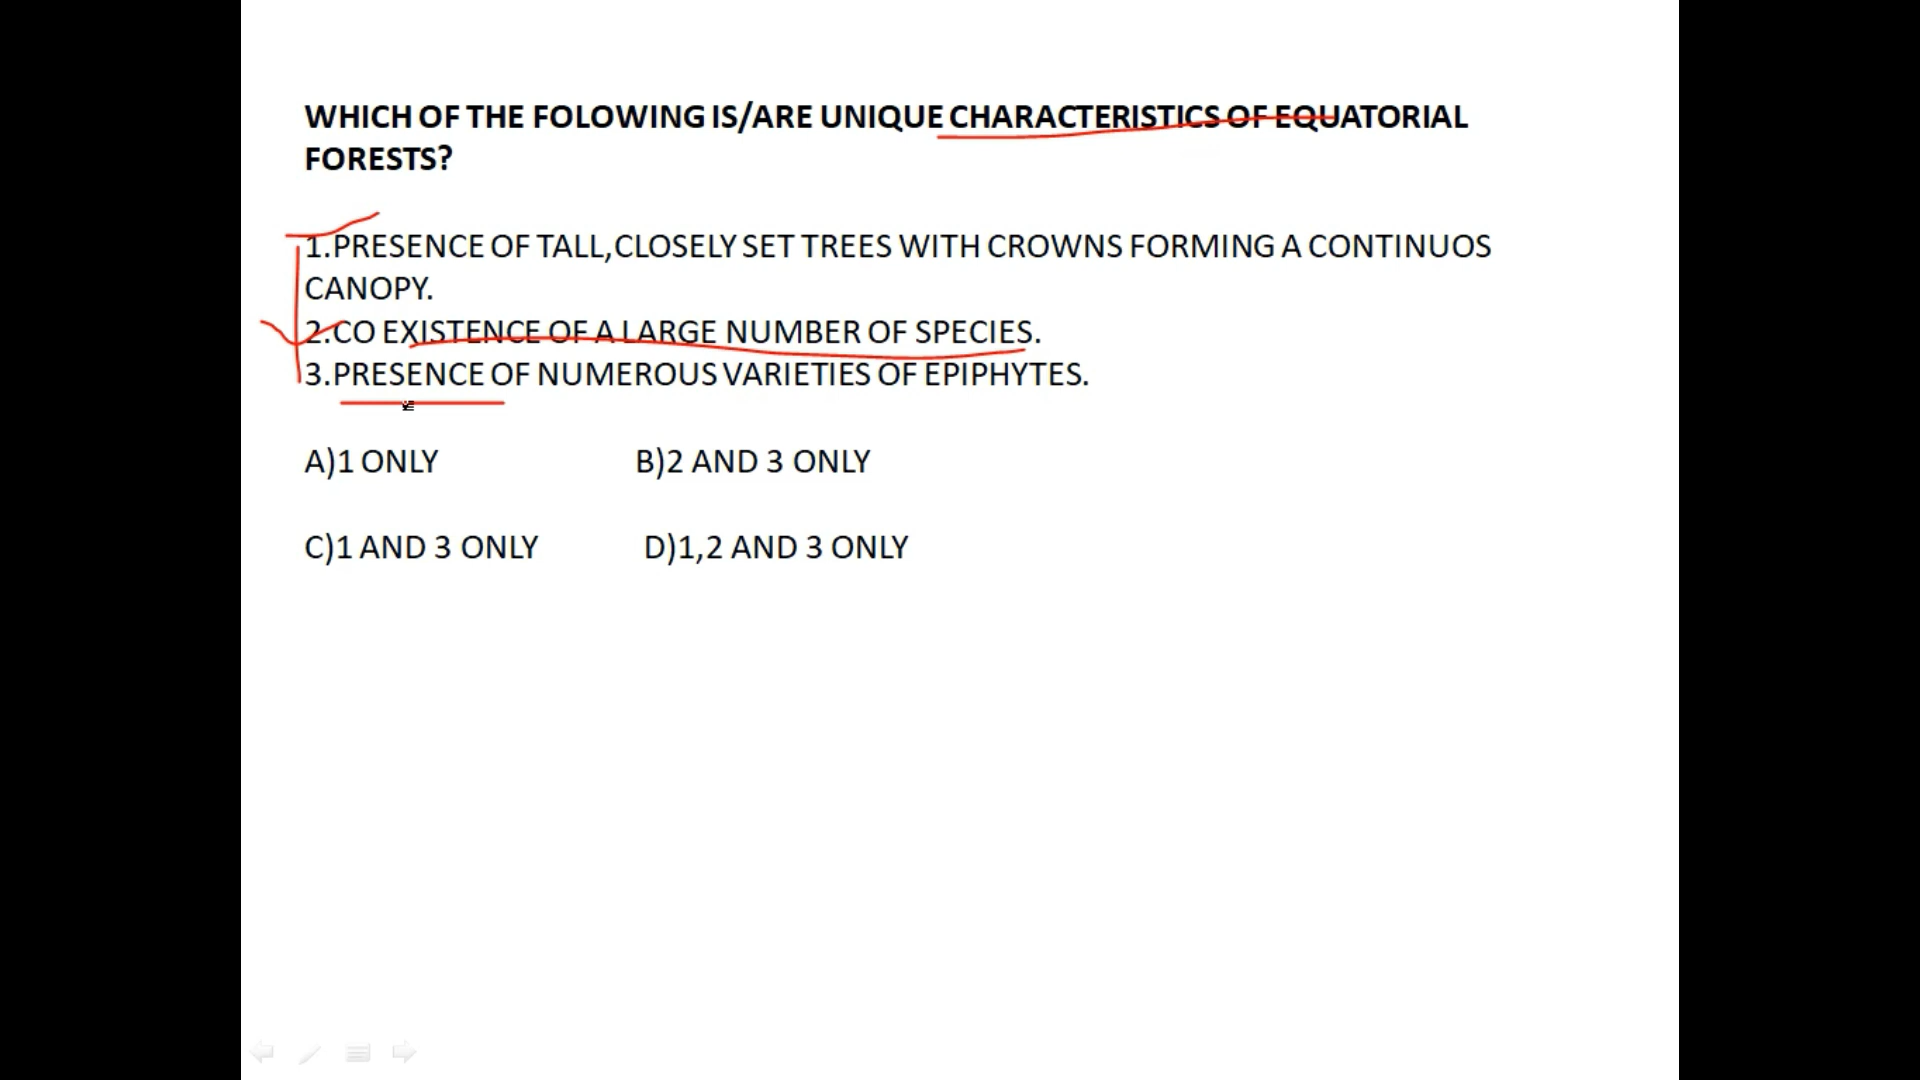 WHICH OF THE FOLOWING IS/ARE UNIQUE CHARACTERISTICS OF EQUATORIAL
FORESTS?
1.PRESENCE OF TALL,CLOSELY SET TREES WITH CROWNS FORMING A CONTINUOS
CANOPY.
2.CO EXISTENCE OF A LARGE NUMBER OF SPECIES.
3.PRESENCE OF NUMEROUS VARIETIES OF EPIPHYTES.
A)1 ONLY B)2 AND 3 ONLY
C)1 AND 3 ONLY D)1,2 AND 3 ONLY